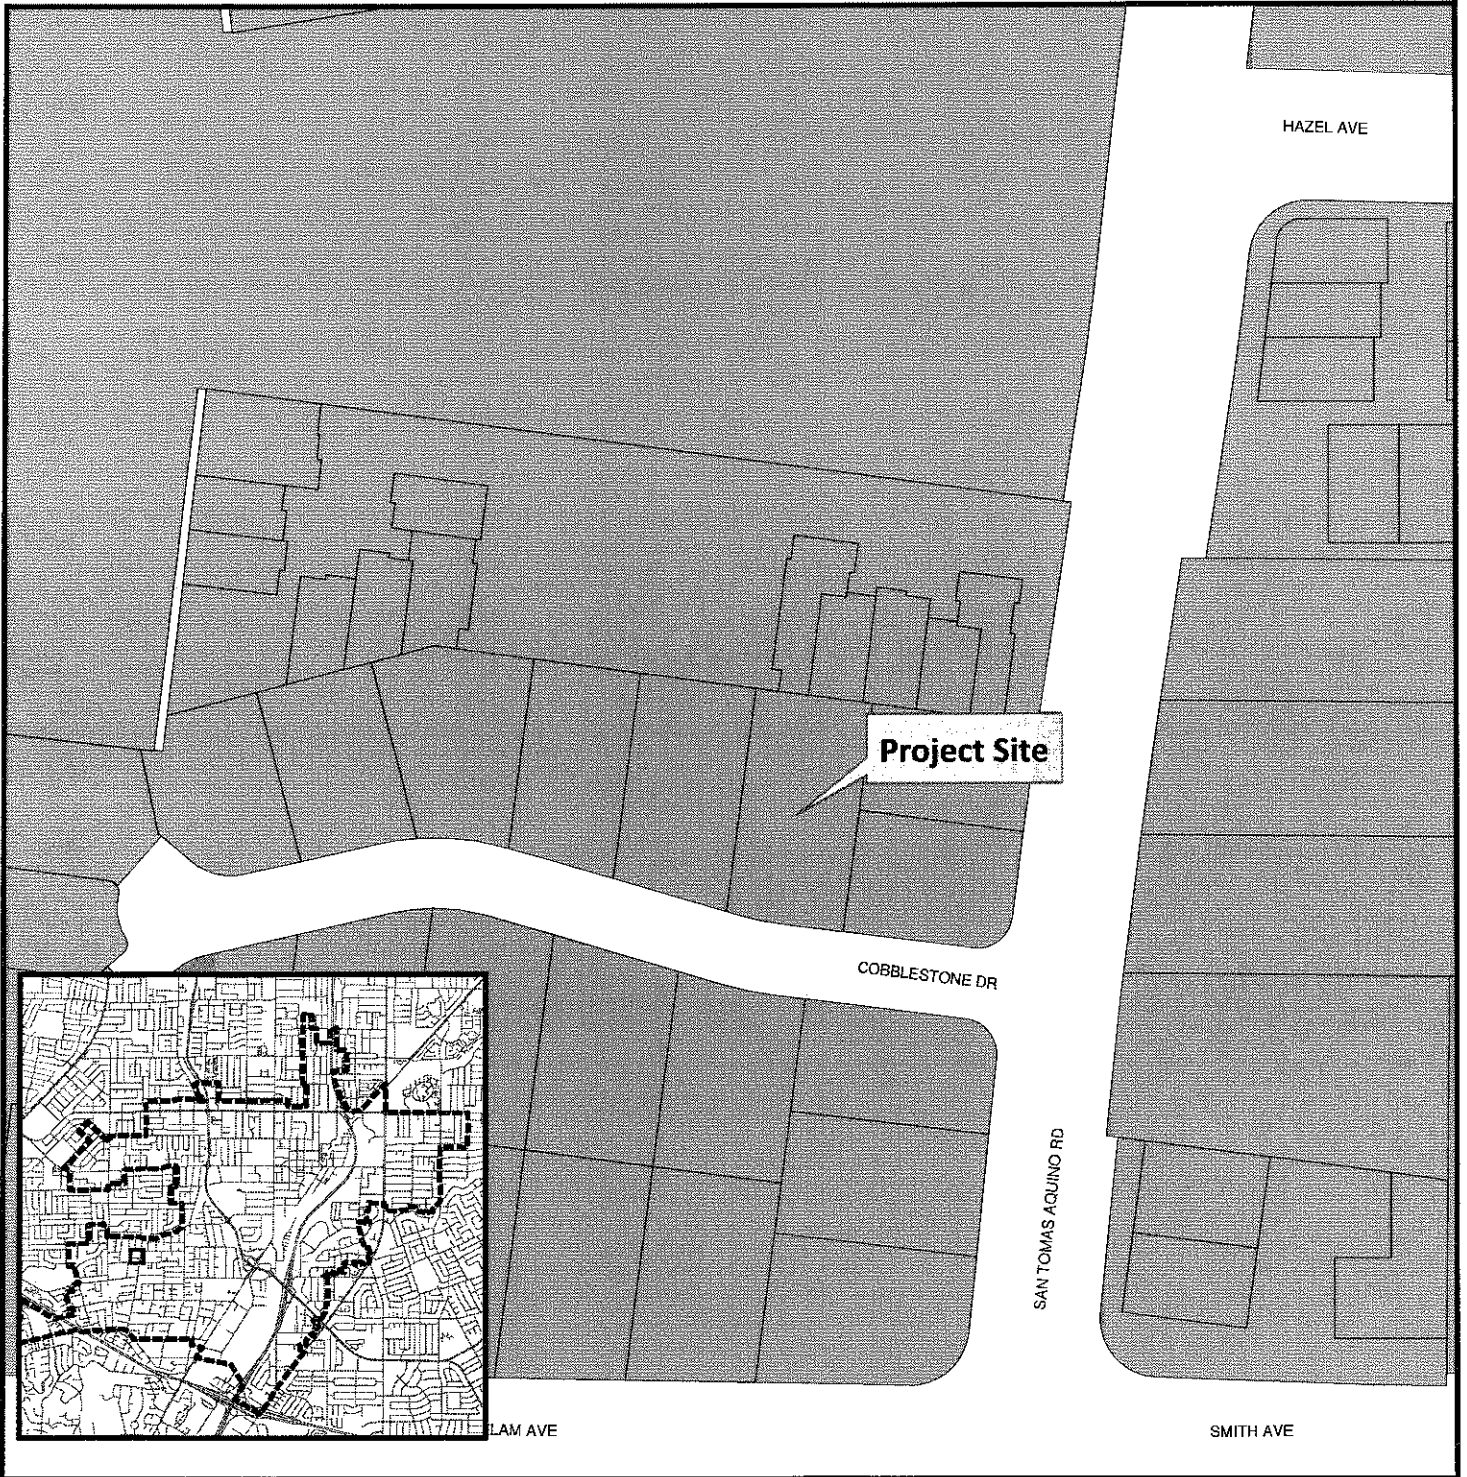 HAZEL AVE
Project Site
COBBLESTONE DR
SAN TOMAS AQUINO RD
LAM AVE
SMITH AVE